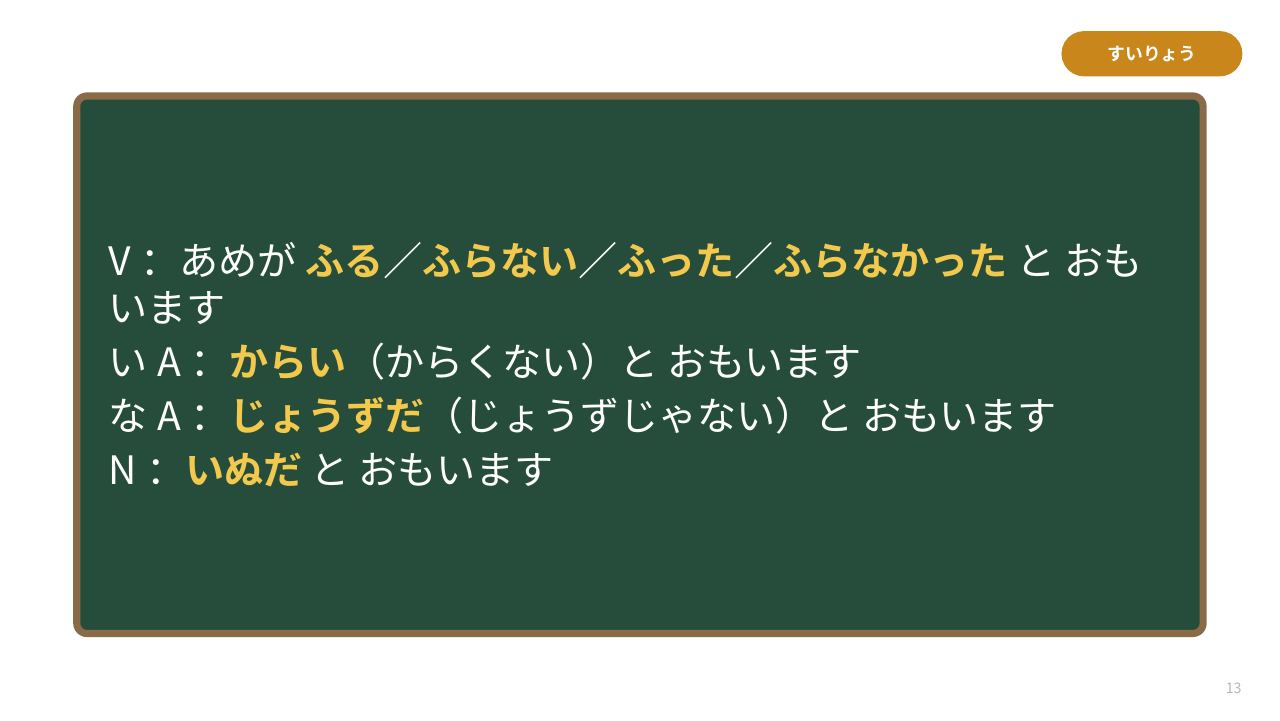 すいりょう
V： あめが ふる／ふらない／ふった／ふらなかった と おも
います
い A： からい（からくない）と おもいます
な A： じょうずだ（じょうずじゃない）と おもいます
N： いぬだ と おもいます
13